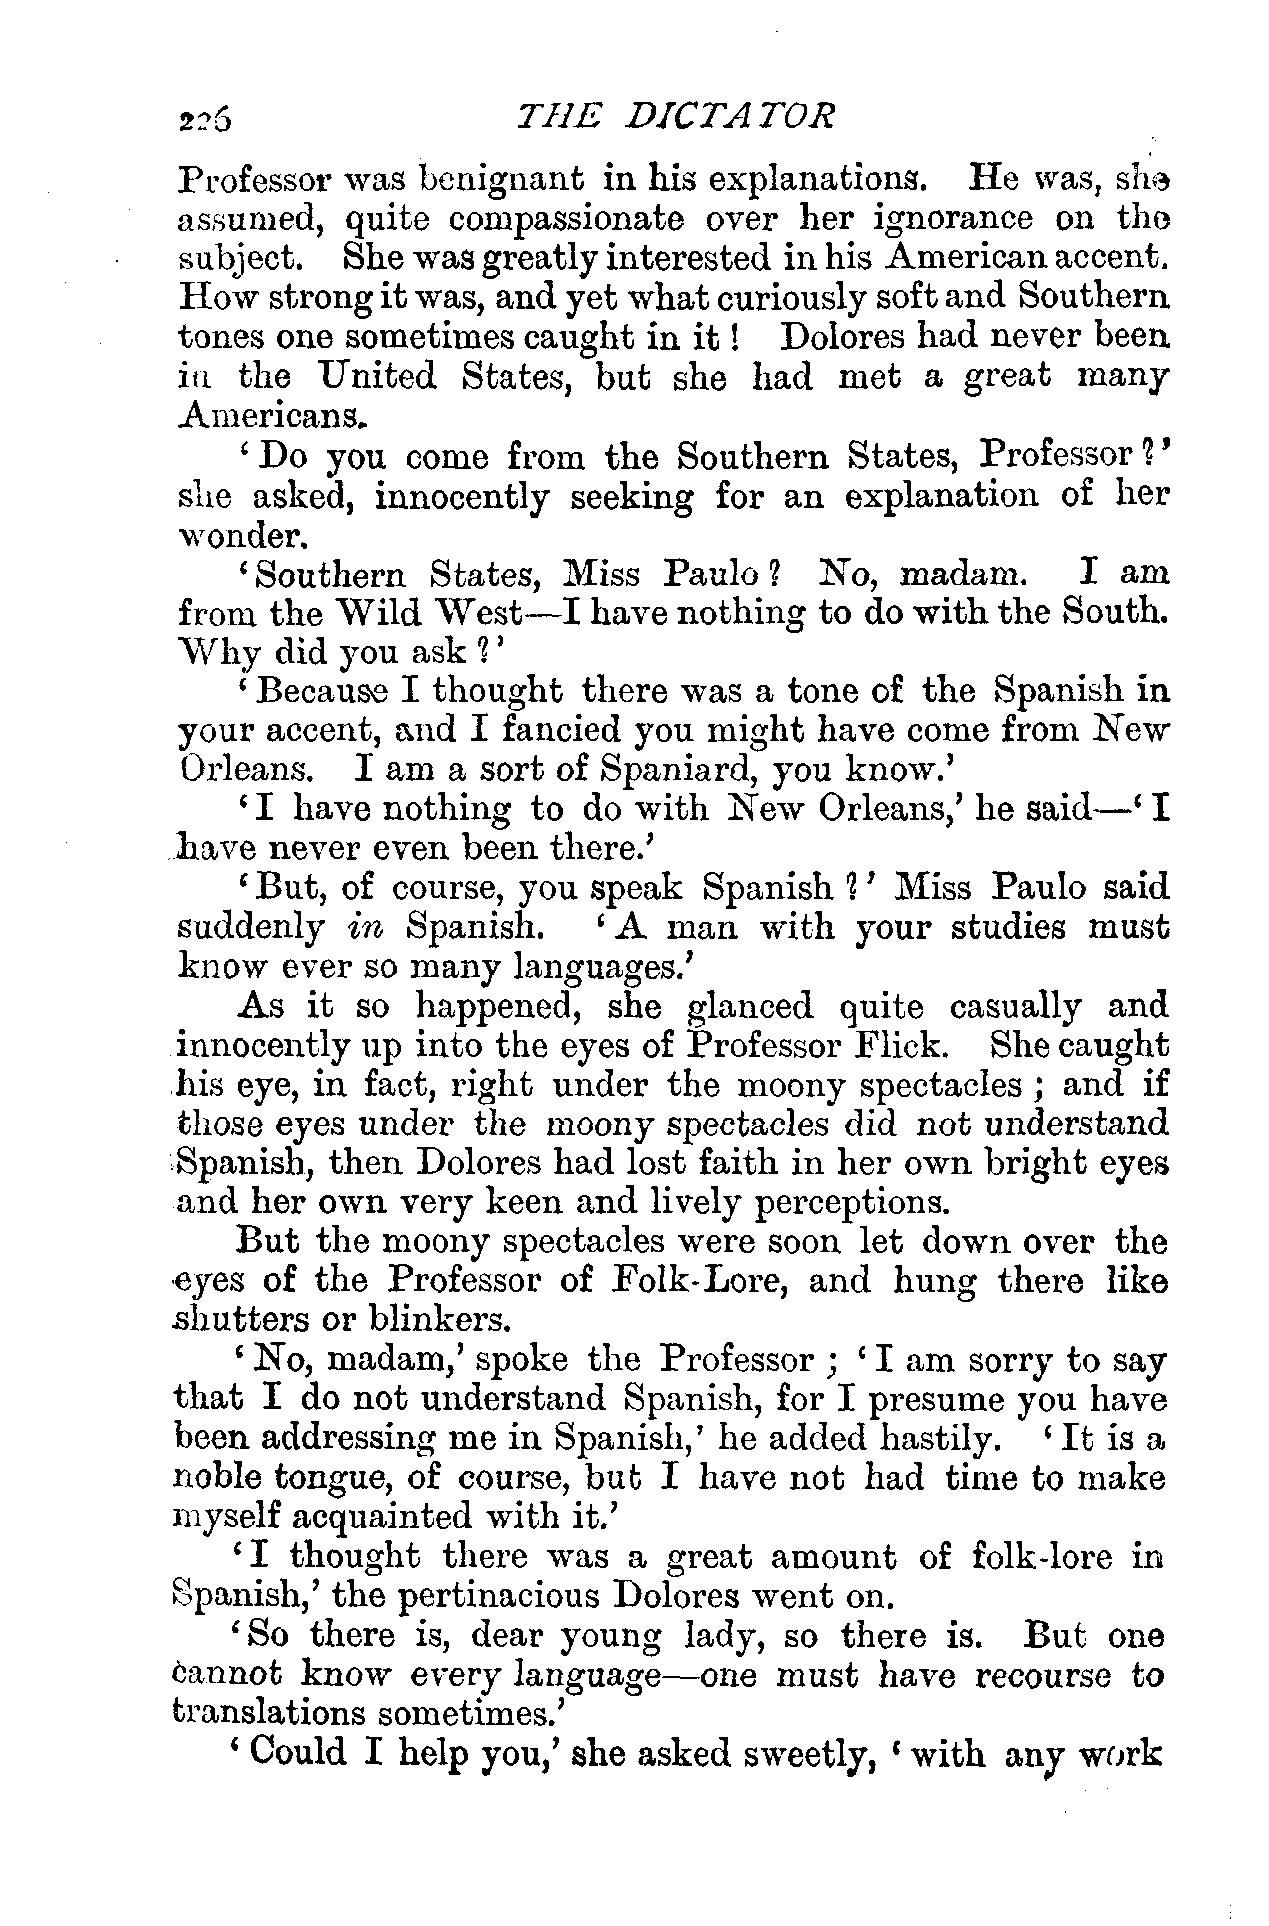 226 THE DICTATOR
Professor was benignant in his explanations. He was, she
assumed, quite compassionate over her ignorance on the
subject. She was greatly interested in his American accent.
How strong it was, and yet what curiously soft and Southern
tones one sometimes caught in it! Dolores had never been
in the United States, but she had met a great many
Americans.
'Do you come from the Southern States, Professor?'
she asked, innocently seeking for an explanation of her
wonder.
'Southern States, Miss Paulo? No, madam. I am
from the Wild West—I have nothing to do with the South.
Why did you ask?'
'Because I thought there was a tone of the Spanish in
your accent, and I fancied you might have come from New
Orleans. I am a sort of Spaniard, you know.'
'I have nothing to do with New Orleans,' he said—'I
have never even been there.'
'But, of course, you speak Spanish?' Miss Paulo said
suddenly in Spanish. 'A man with your studies must
know ever so many languages.'
As it so happened, she glanced quite casually and
innocently up into the eyes of Professor Flick. She caught
his eye, in fact, right under the moony spectacles; and if
those eyes under the moony spectacles did not understand
Spanish, then Dolores had lost faith in her own bright eyes
and her own very keen and lively perceptions.
But the moony spectacles were soon let down over the
eyes of the Professor of Folk-Lore, and hung there like
shutters or blinkers.
'No, madam,' spoke the Professor; 'I am sorry to say
that I do not understand Spanish, for I presume you have
been addressing me in Spanish,' he added hastily. 'It is a
noble tongue, of course, but I have not had time to make
myself acquainted with it.'
'I thought there was a great amount of folk-lore in
Spanish,' the pertinacious Dolores went on.
'So there is, dear young lady, so there is. But one
cannot know every language—one must have recourse to
translations sometimes.'
'Could I help you,' she asked sweetly, 'with any work